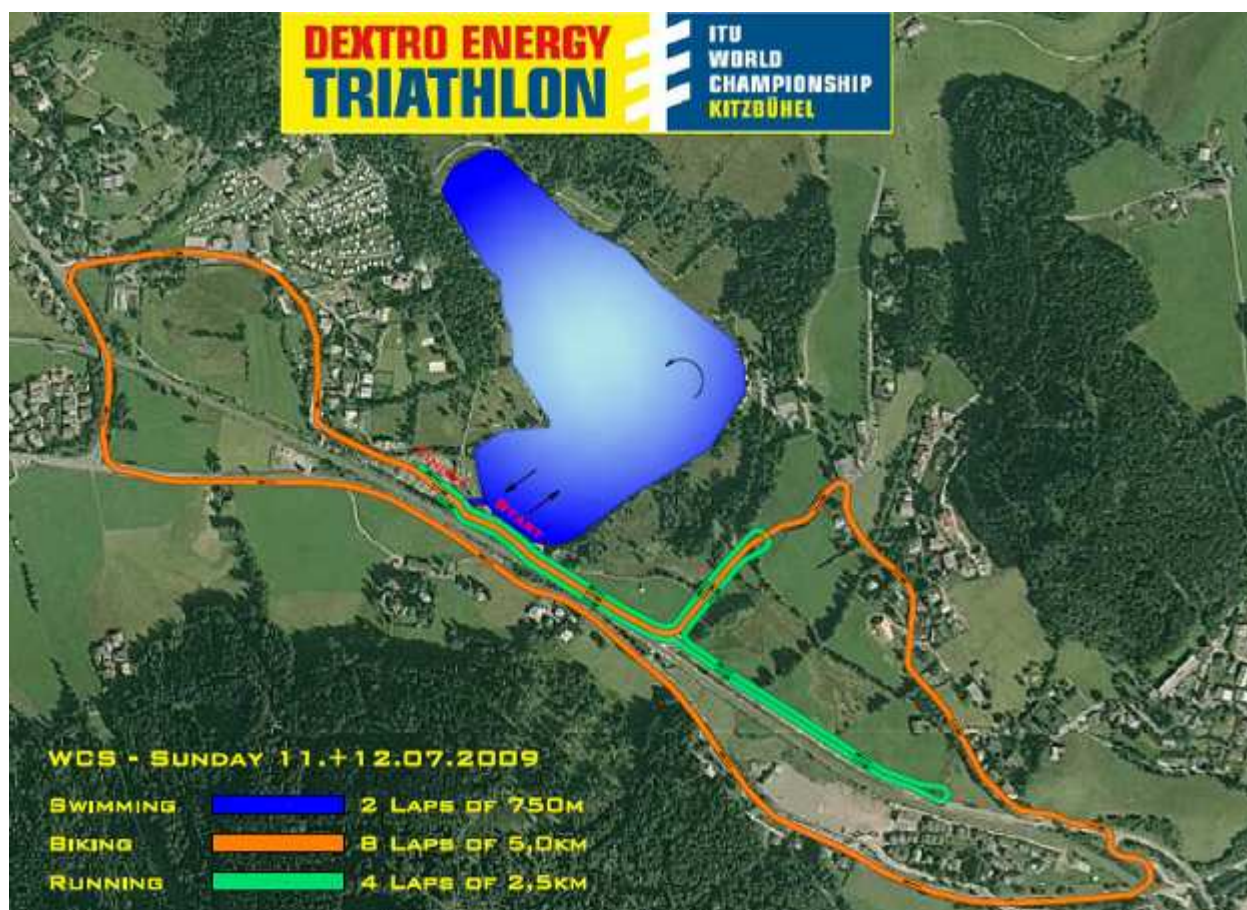 DEXTRO ENERGY
TRIATHLON
ITU
WORLD
CHAMPIONSHIP
KITZBÜHEL
FINISH
START
WCS - SUNDAY 11.+12.07.2009
SWIMMING 2 LAPS OF 750M
BIKING 8 LAPS OF 5,0KM
RUNNING 4 LAPS OF 2,5KM